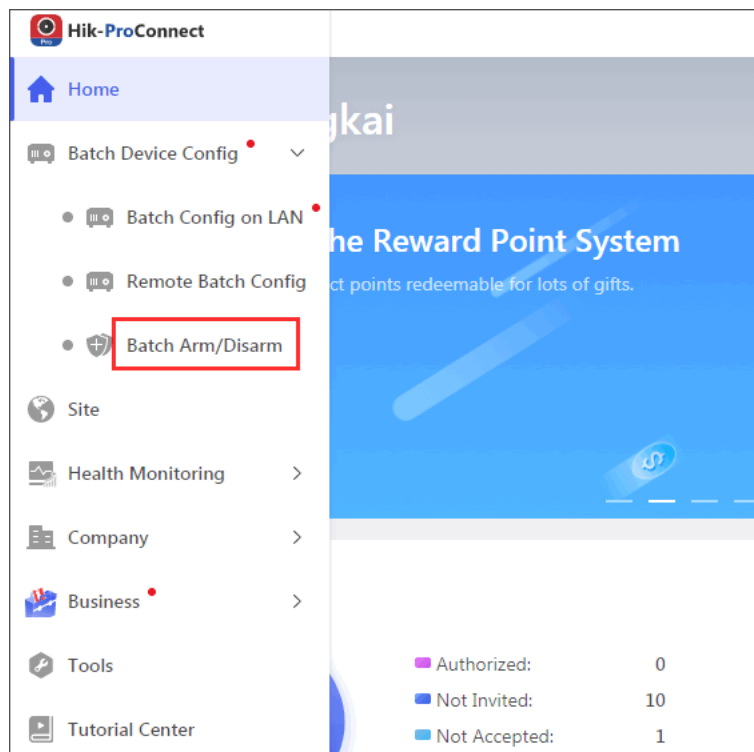 Hik-ProConnect
Home
Batch Device Config
Batch Config on LAN
Remote Batch Config
Batch Arm/Disarm
Site
Health Monitoring
Company
Business
Tools
Tutorial Center
he Reward Point System
ct points redeemable for lots of gifts.
Authorized: 0
Not Invited: 10
Not Accepted: 1